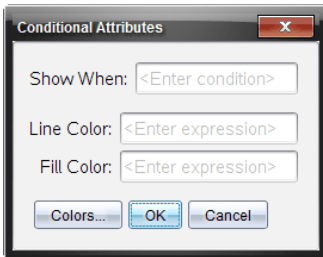 Conditional Attributes
Show When: <Enter condition>
Line Color: <Enter expression>
Fill Color: <Enter expression>
Colors... OK Cancel